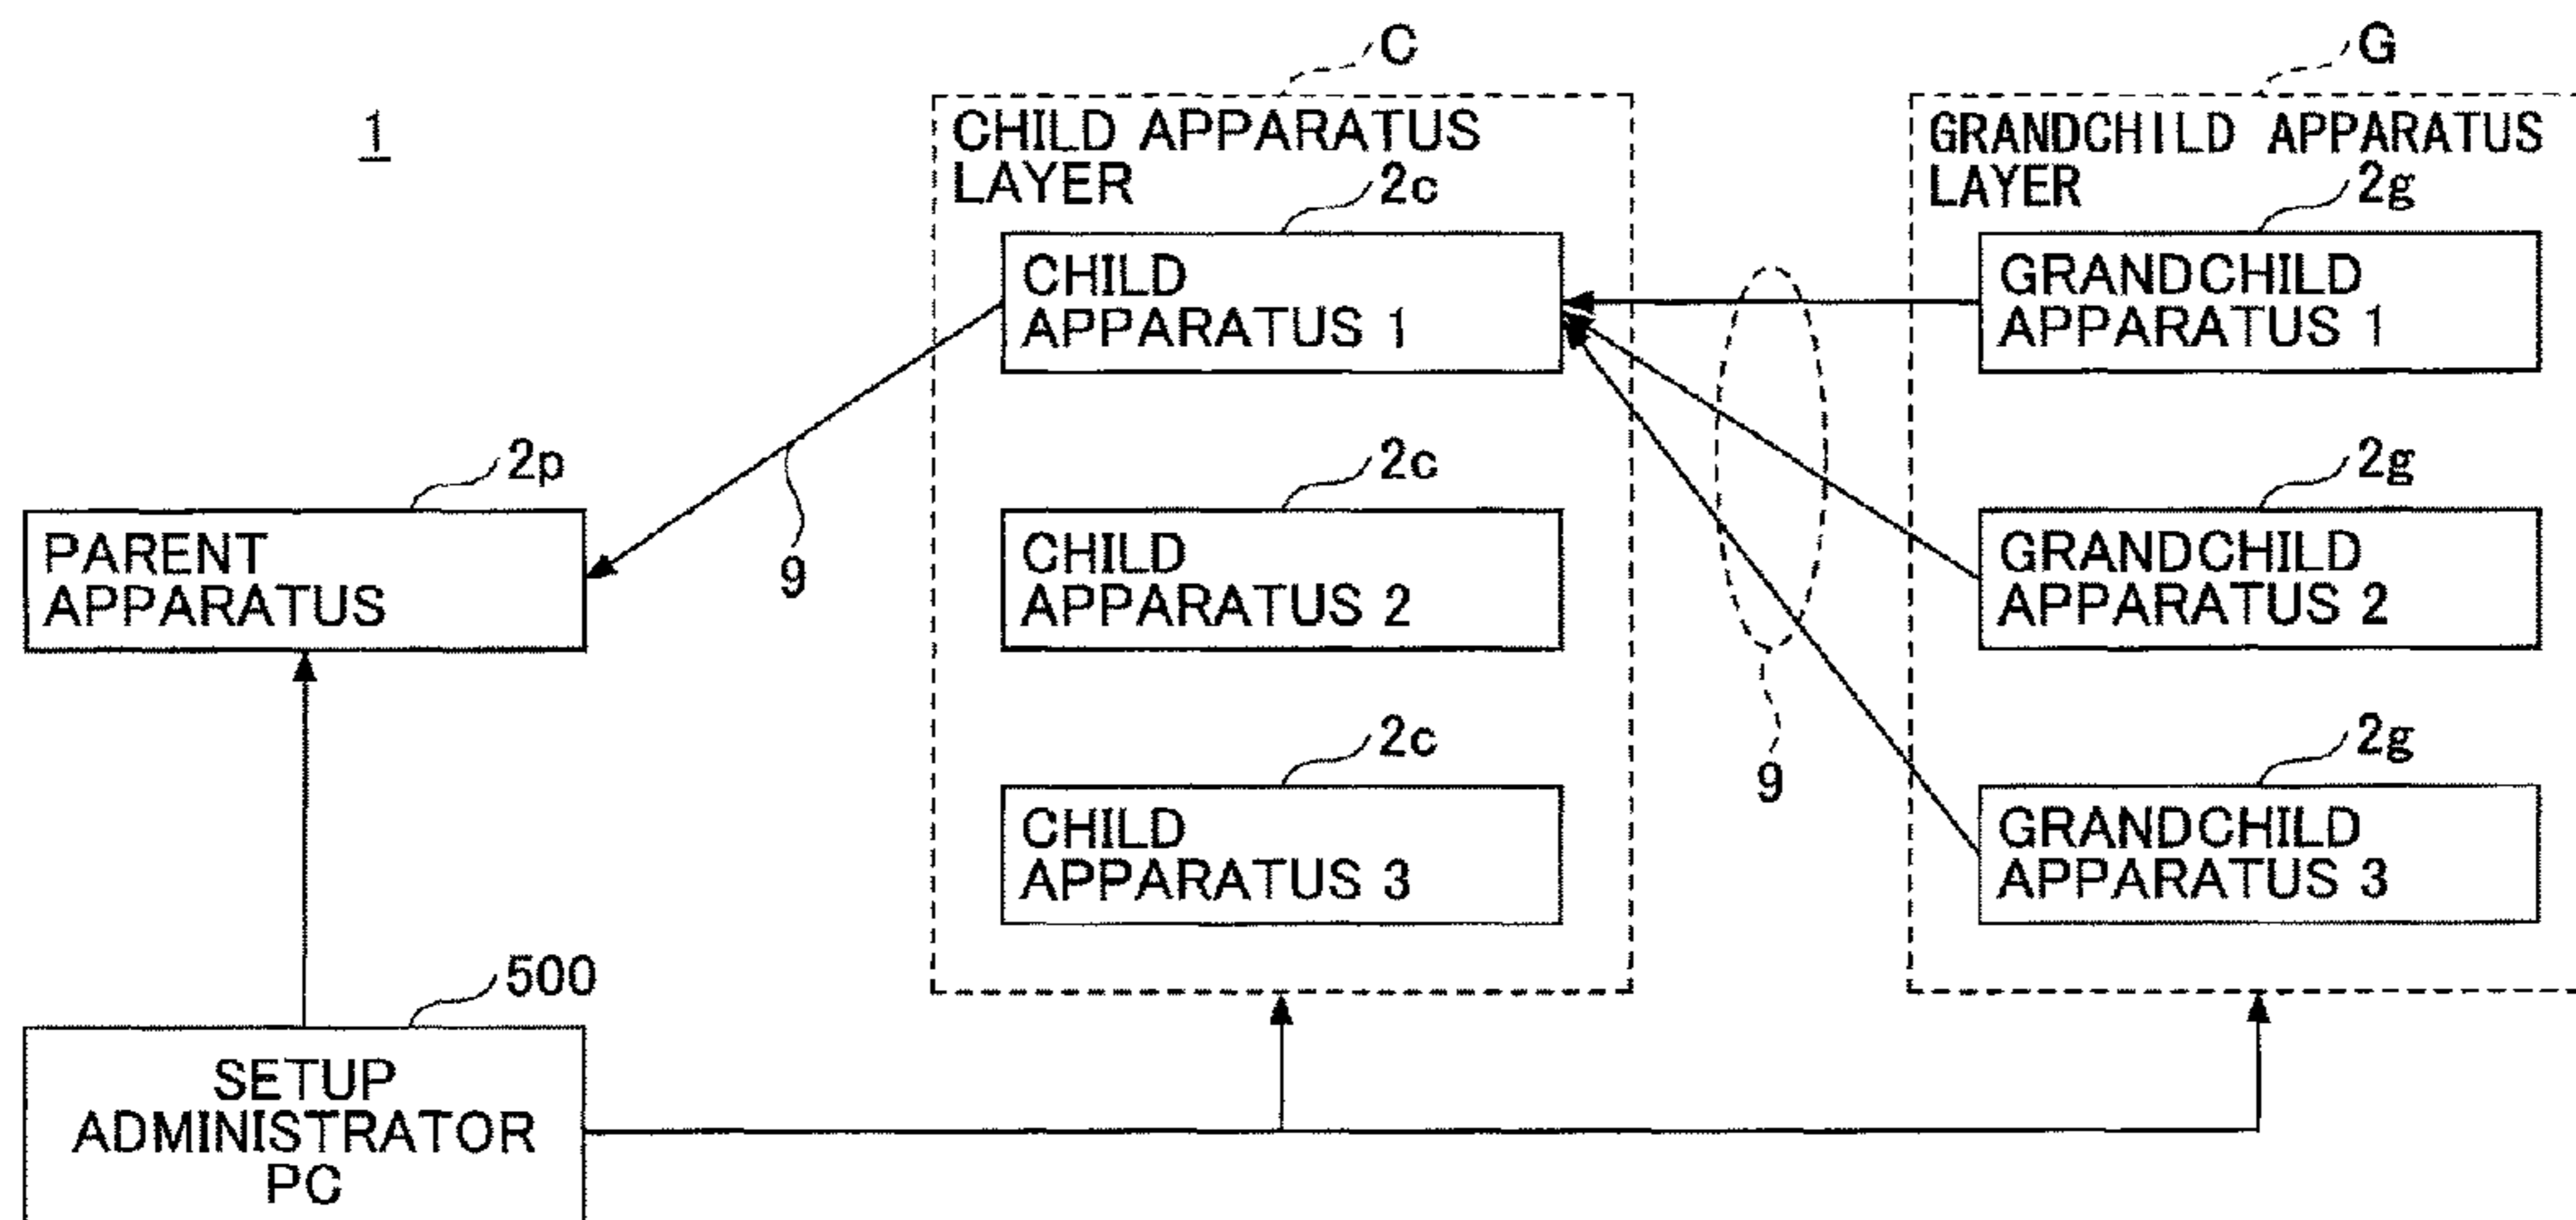 1
C
G
CHILD APPARATUS
LAYER
GRANDCHILD APPARATUS
LAYER
2c
2g
CHILD
APPARATUS 1
GRANDCHILD
APPARATUS 1
2p
2c
2g
PARENT
APPARATUS
9
CHILD
APPARATUS 2
GRANDCHILD
APPARATUS 2
2c
9
2g
CHILD
APPARATUS 3
GRANDCHILD
APPARATUS 3
500
SETUP
ADMINISTRATOR
PC